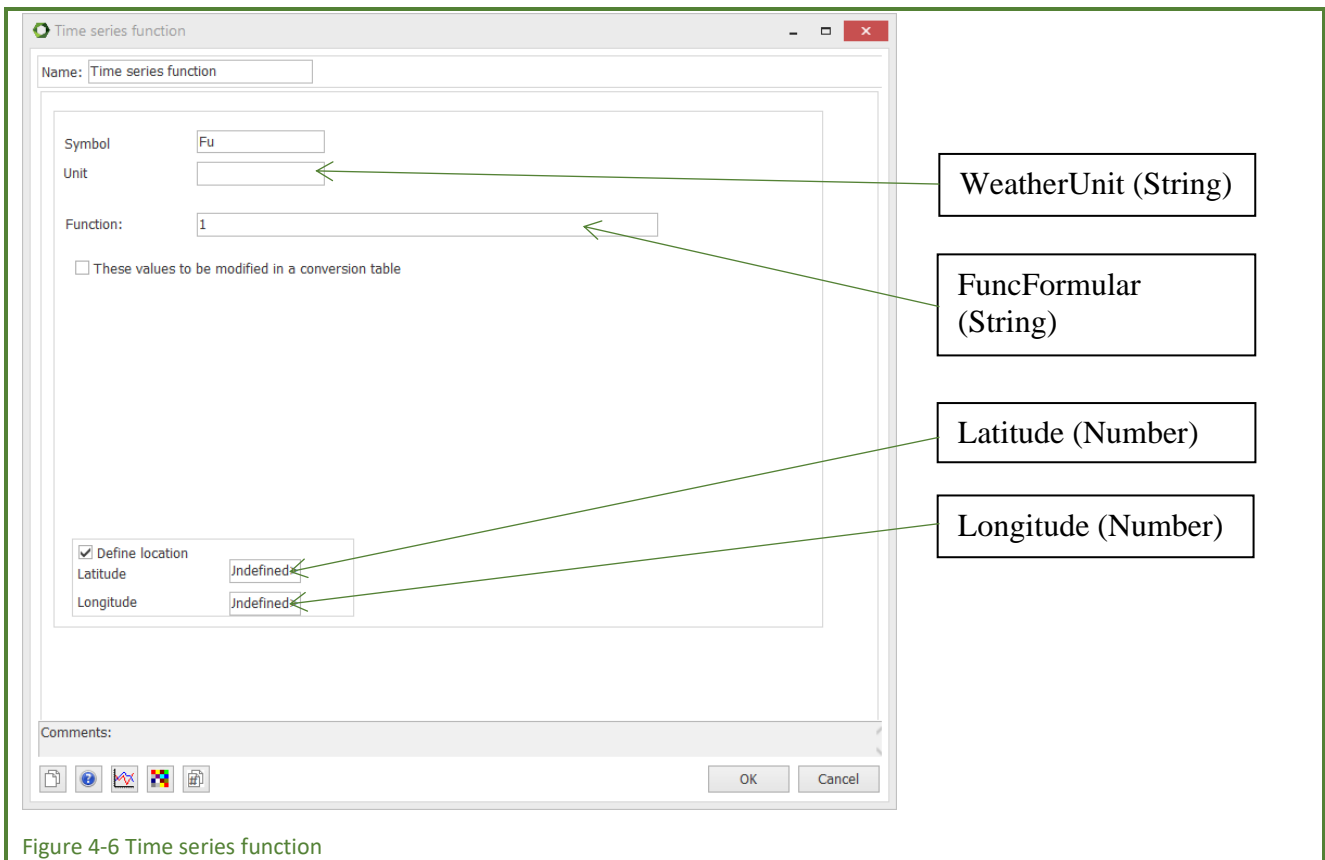 Time series function
Name: Time series function
Symbol Fu
Unit
WeatherUnit (String)
Function: 1
These values to be modified in a conversion table
FuncFormular
(String)
Latitude (Number)
Longitude (Number)
Define location
Latitude Jndefined
Longitude Jndefined
Comments:
OK Cancel
Figure 4-6 Time series function